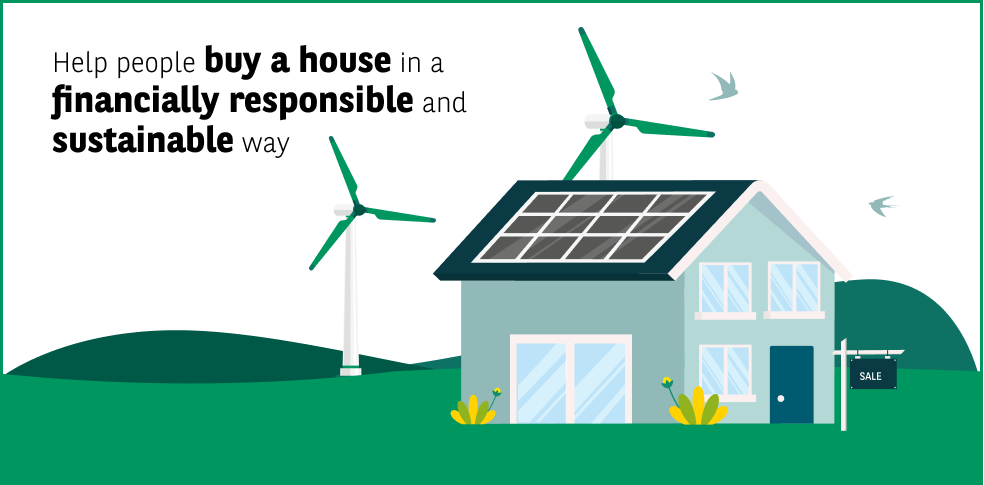 Help people buy a house in a
financially responsible and
sustainable way
SALE